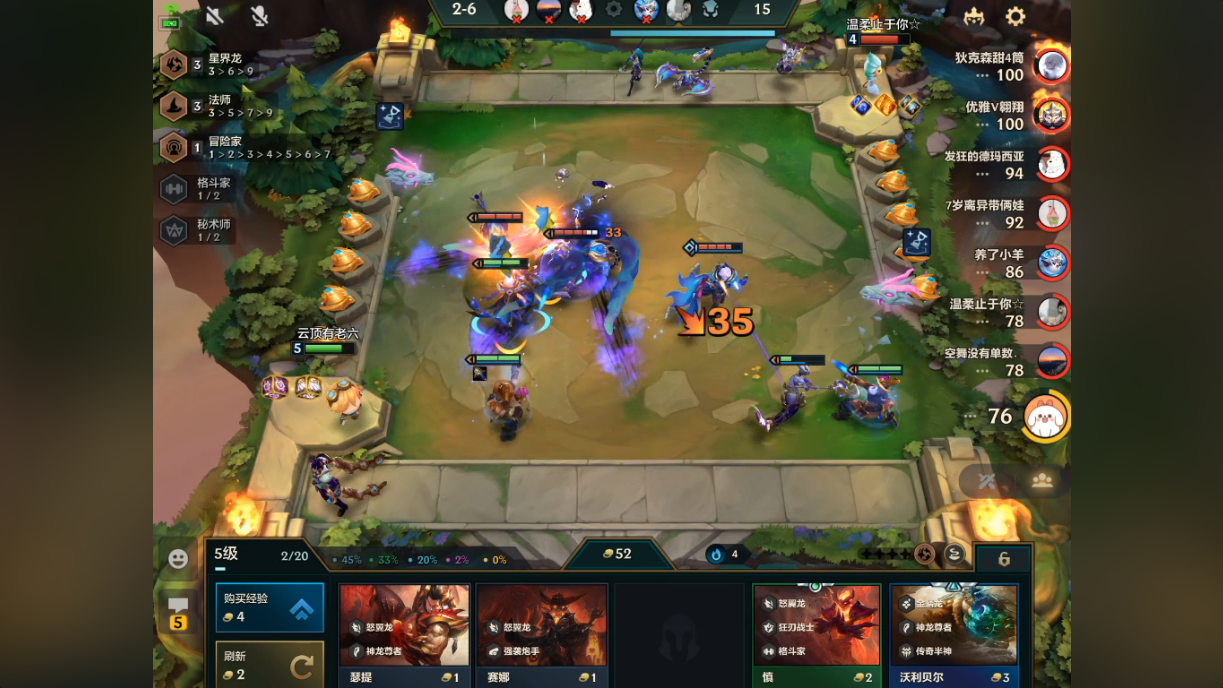 2-6
15
温柔止于你☆
4
3 星界龙
3 > 6 > 9
3 法师
3 > 5 > 7 > 9
1 冒险家
1 > 2 > 3 > 4 > 5 > 6 > 7
格斗家
1 / 2
秘术师
1 / 2
狄克森甜4筒
100
优雅V翱翔
100
发狂的德玛西亚
94
7岁离异带俩娃
92
养了小羊
86
温柔止于你☆
78
空舞没有单数.
78
76
33
35
云顶有老六
5
5级
2/20
45% 33% 20% 2% 0%
52
4
6
5
购买经验
4
刷新
2
怒翼龙
神龙尊者
瑟提 1
怒翼龙
强袭炮手
赛娜 1
怒翼龙
狂刃战士
格斗家
慎 2
金鳞龙
神龙尊者
传奇半神
沃利贝尔 3